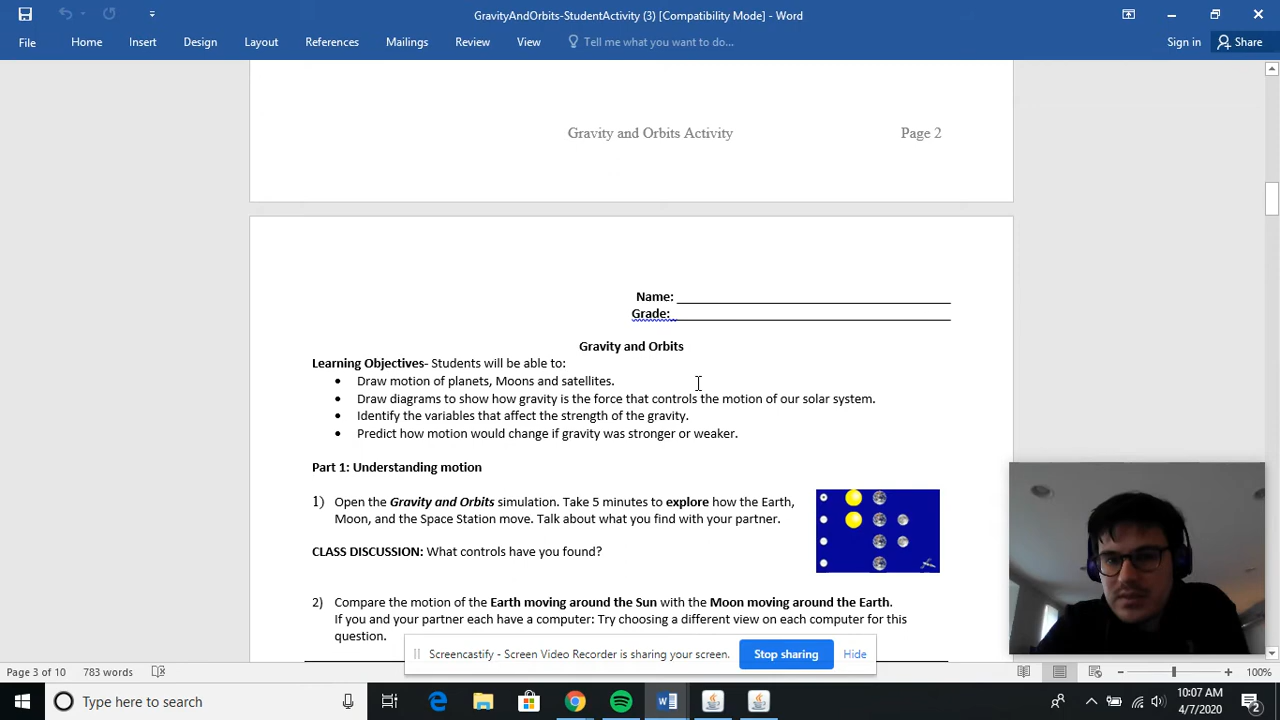 GravityAndOrbits-StudentActivity (3) [Compatibility Mode] - Word
File Home Insert Design Layout References Mailings Review View Tell me what you want to do... Sign in Share
Gravity and Orbits Activity Page 2
Name:
Grade:
Gravity and Orbits
Learning Objectives- Students will be able to:
• Draw motion of planets, Moons and satellites.
• Draw diagrams to show how gravity is the force that controls the motion of our solar system.
• Identify the variables that affect the strength of the gravity.
• Predict how motion would change if gravity was stronger or weaker.
Part 1: Understanding motion
1) Open the Gravity and Orbits simulation. Take 5 minutes to explore how the Earth,
Moon, and the Space Station move. Talk about what you find with your partner.
CLASS DISCUSSION: What controls have you found?
2) Compare the motion of the Earth moving around the Sun with the Moon moving around the Earth.
If you and your partner each have a computer: Try choosing a different view on each computer for this
question.
Screencastify - Screen Video Recorder is sharing your screen. Stop sharing Hide
Page 3 of 10 783 words 100%
Type here to search
10:07 AM
4/7/2020
2